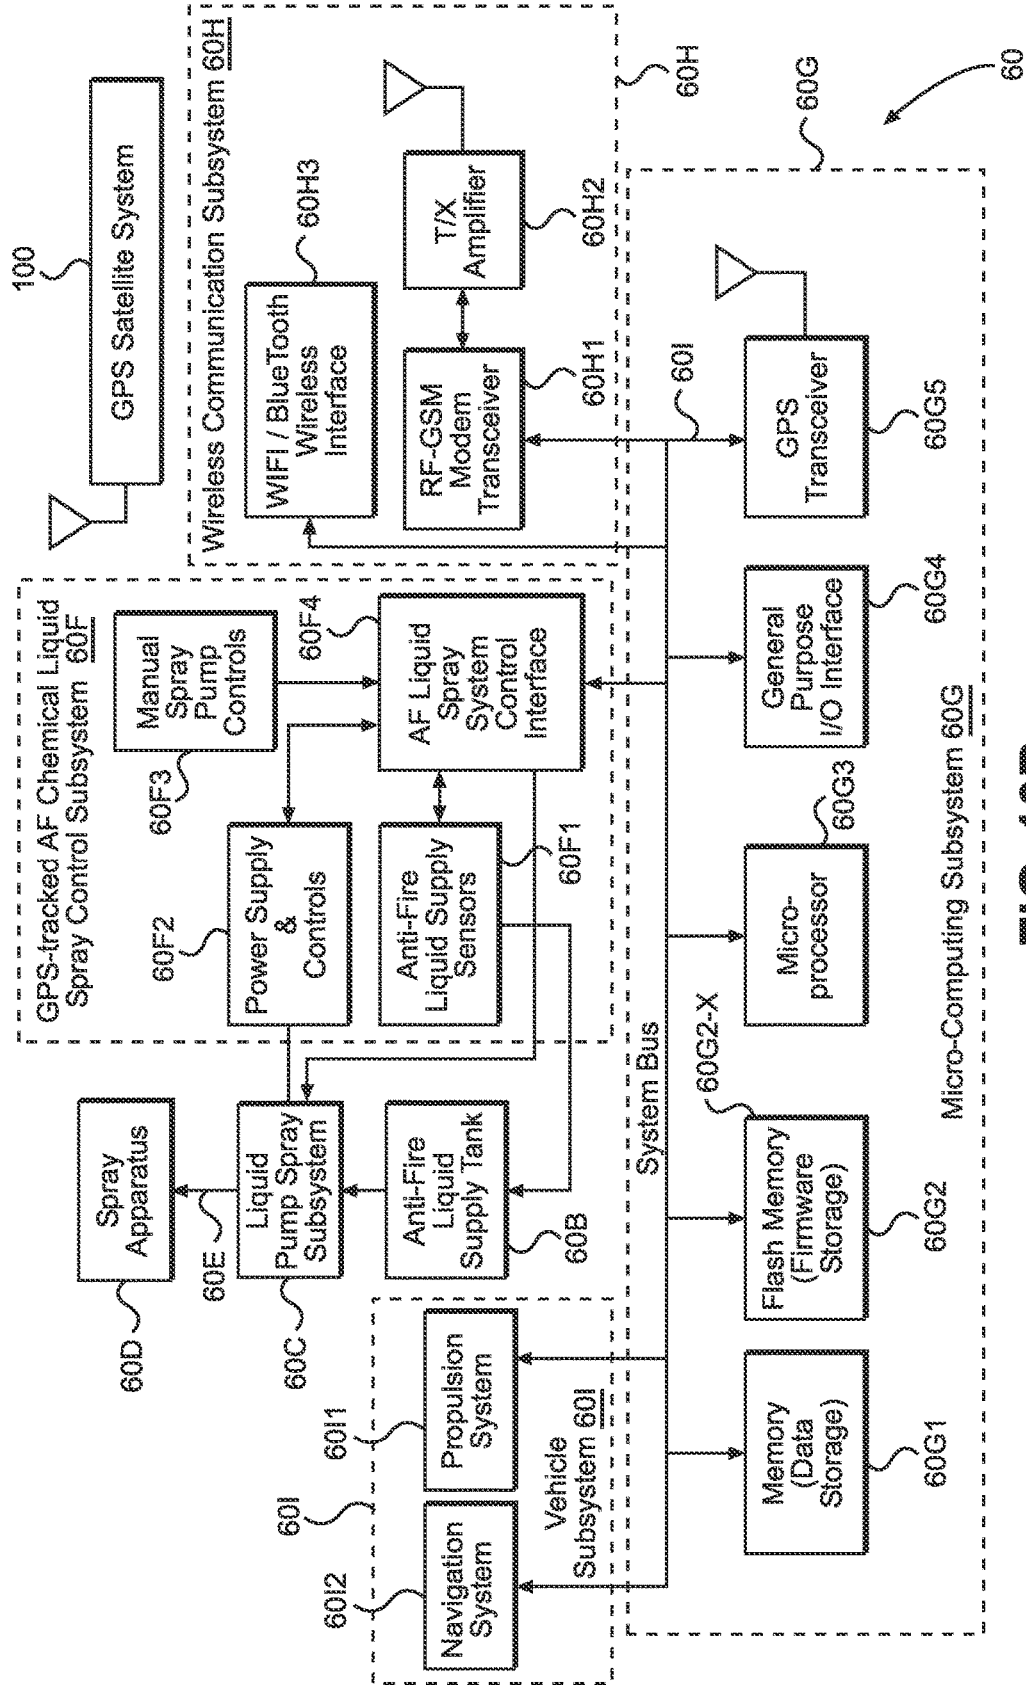 100
GPS Satellite System
Wireless Communication Subsystem 60H
60H3
WIFI / BlueTooth
Wireless
Interface
T/X
Amplifier
60H2
RF-GSM
Modem
Transceiver
60H1
60H
GPS-tracked AF Chemical Liquid
Spray Control Subsystem 60F
Manual
Spray
Pump
Controls
60F3
60F4
AF Liquid
Spray
System
Control
Interface
60F2
Power Supply
&
Controls
Anti-Fire
Liquid Supply
Sensors
60F1
Spray
Apparatus
60D
60E
Liquid
Pump Spray
Subsystem
60C
Anti-Fire
Liquid
Supply Tank
60B
60I
60I1
Propulsion
System
60I2
Navigation
System
Vehicle
Subsystem 60I
System Bus
60I
60G
60
Memory
(Data
Storage)
60G1
60G2-X
Flash Memory
(Firmware
Storage)
60G2
Micro-
processor
60G3
General
Purpose
I/O Interface
60G4
GPS
Transceiver
60G5
Micro-Computing Subsystem 60G